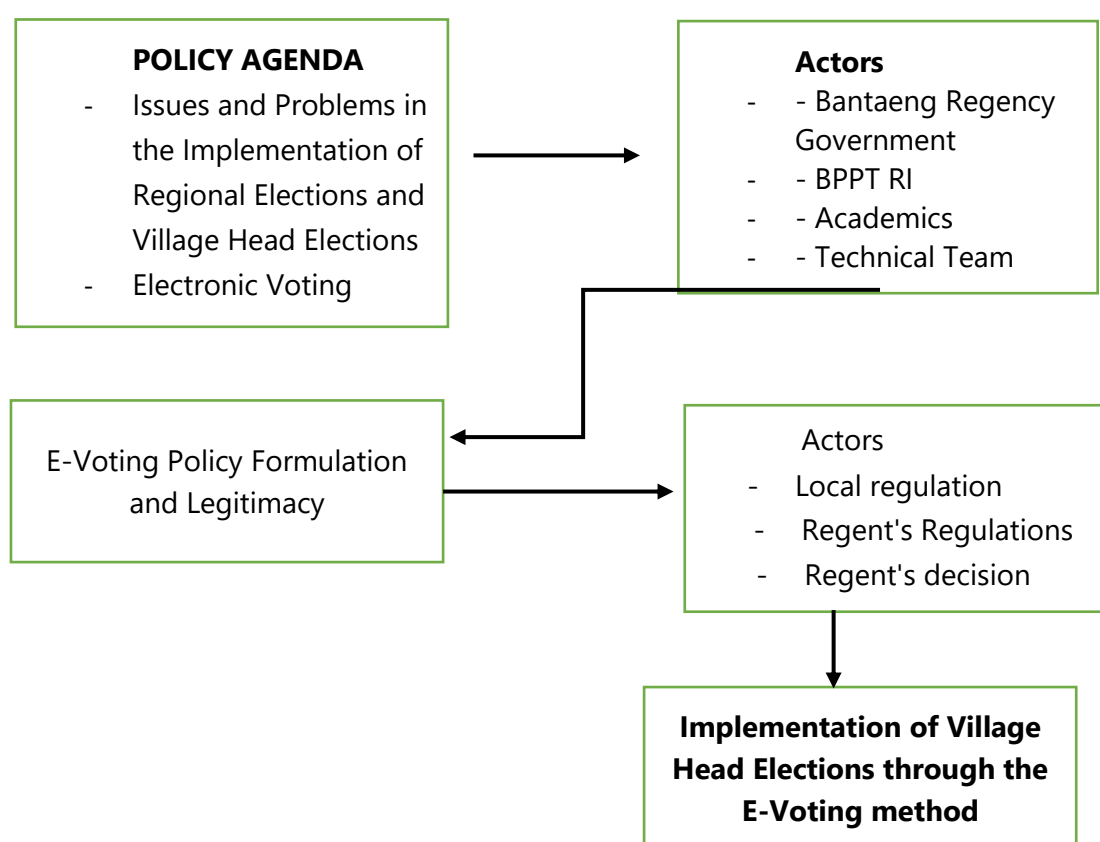 POLICY AGENDA
- Issues and Problems in
the Implementation of
Regional Elections and
Village Head Elections
- Electronic Voting
Actors
- - Bantaeng Regency
Government
- - BPPT RI
- - Academics
- - Technical Team
E-Voting Policy Formulation
and Legitimacy
Actors
- Local regulation
- Regent's Regulations
- Regent's decision
Implementation of Village
Head Elections through the
E-Voting method